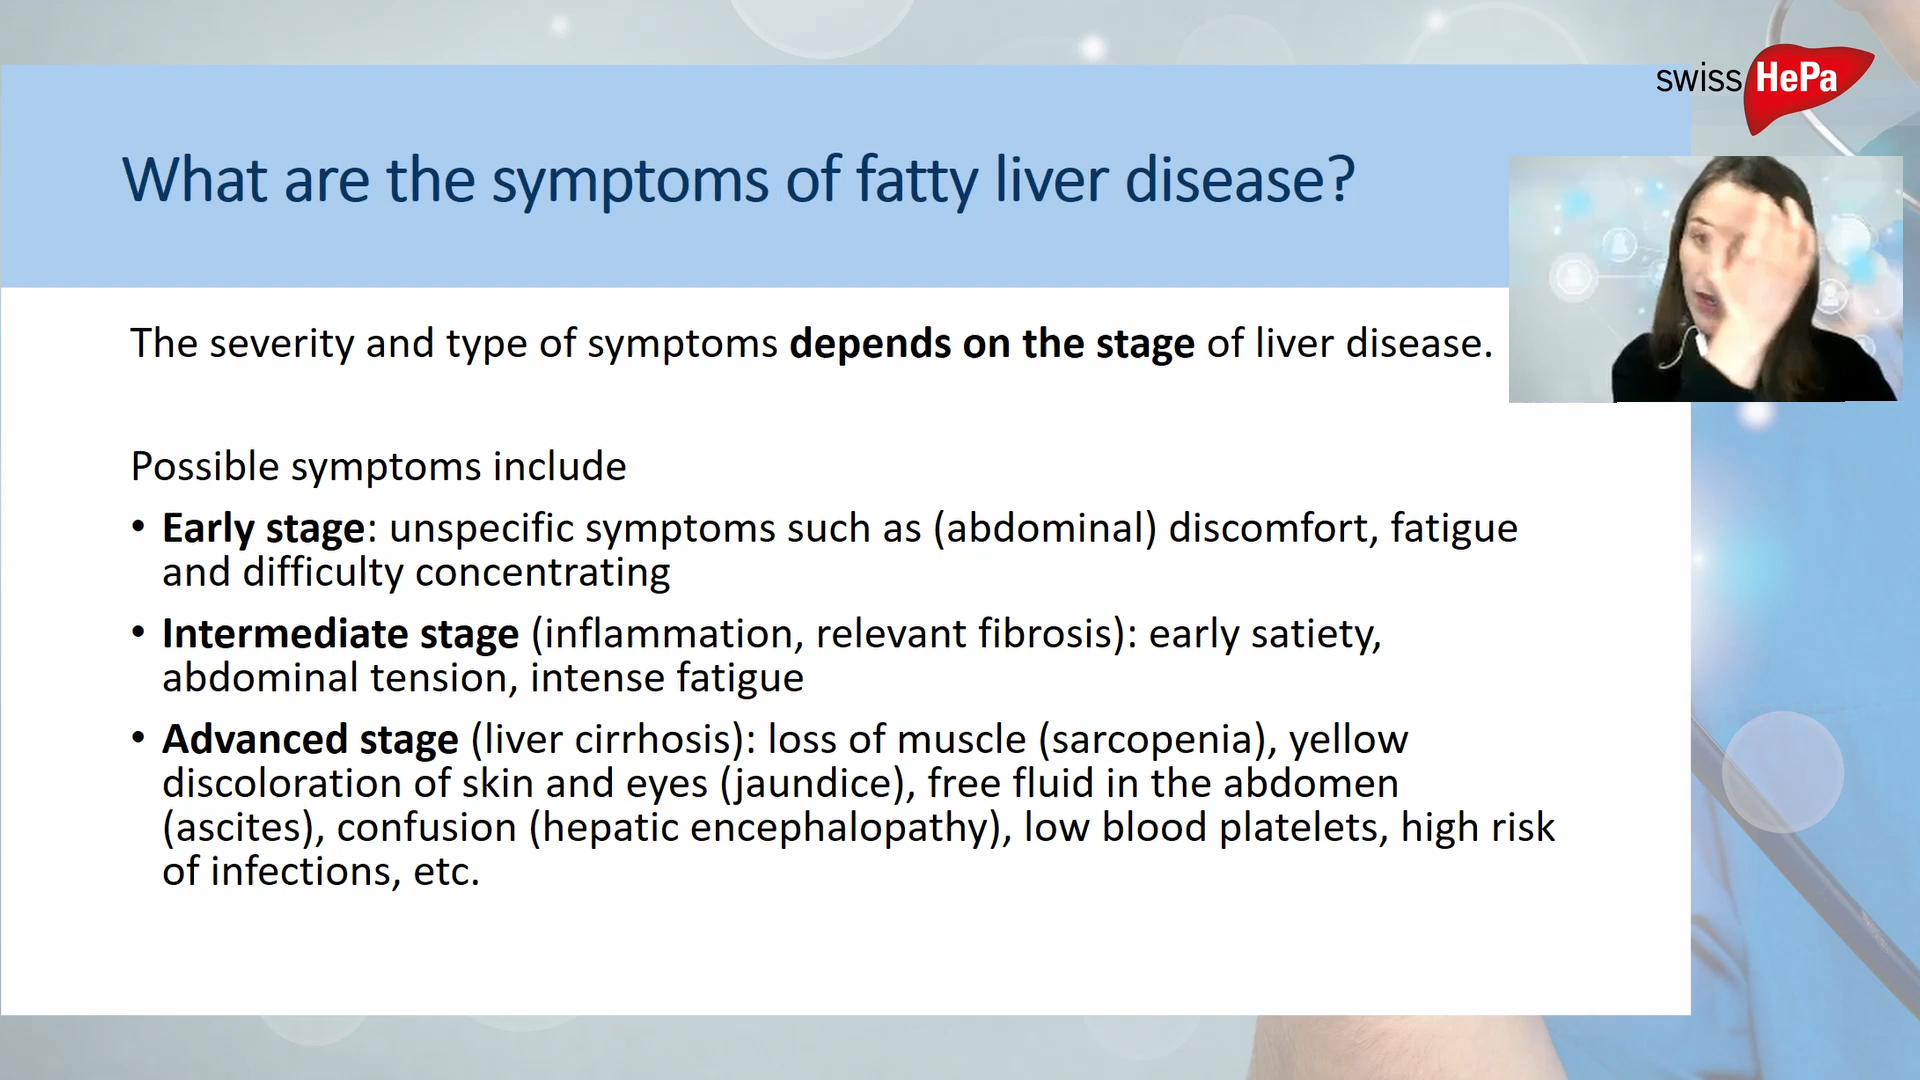 swiss HePa
What are the symptoms of fatty liver disease?
The severity and type of symptoms depends on the stage of liver disease.
Possible symptoms include
• Early stage: unspecific symptoms such as (abdominal) discomfort, fatigue
and difficulty concentrating
• Intermediate stage (inflammation, relevant fibrosis): early satiety,
abdominal tension, intense fatigue
• Advanced stage (liver cirrhosis): loss of muscle (sarcopenia), yellow
discoloration of skin and eyes (jaundice), free fluid in the abdomen
(ascites), confusion (hepatic encephalopathy), low blood platelets, high risk
of infections, etc.